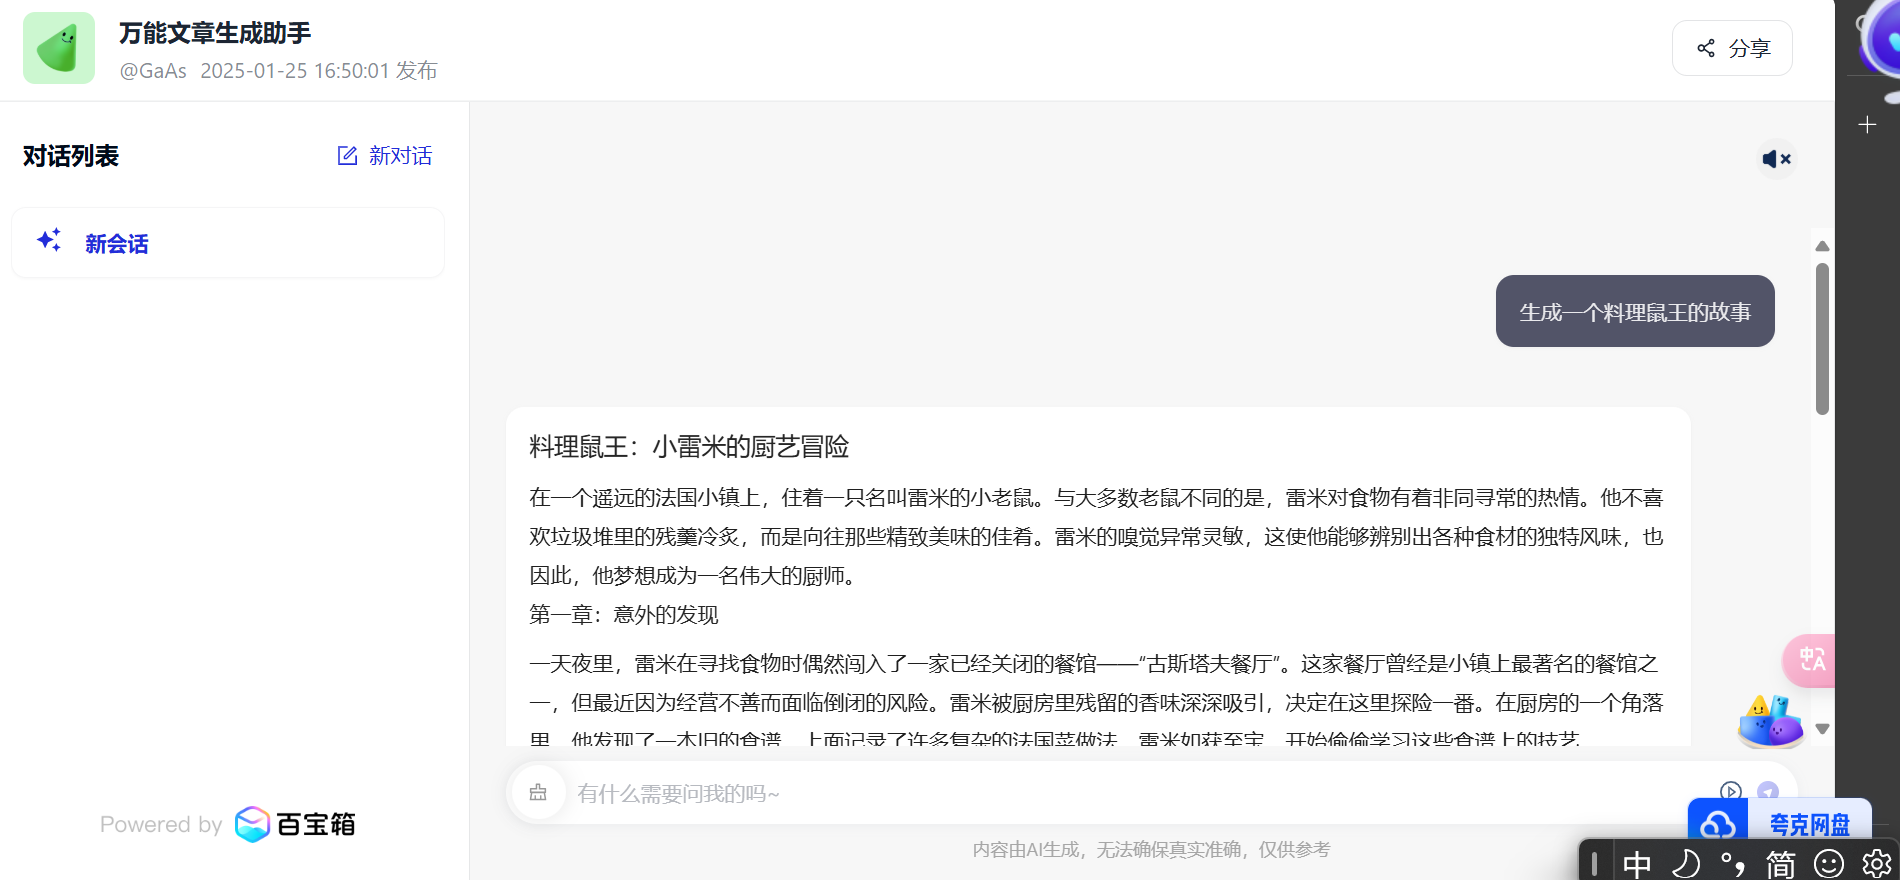 万能文章生成助手
@GaAs 2025-01-25 16:50:01 发布
分享
对话列表
新对话
新会话
生成一个料理鼠王的故事
料理鼠王：小雷米的厨艺冒险
在一个遥远的法国小镇上，住着一只名叫雷米的小老鼠。与大多数老鼠不同的是，雷米对食物有着非同寻常的热情。他不喜
欢垃圾堆里的残羹冷炙，而是向往那些精致美味的佳肴。雷米的嗅觉异常灵敏，这使他能够辨别出各种食材的独特风味，也
因此，他梦想成为一名伟大的厨师。
第一章：意外的发现
一天夜里，雷米在寻找食物时偶然闯入了一家已经关闭的餐馆——“古斯塔夫餐厅”。这家餐厅曾经是小镇上最著名的餐馆之
一，但最近因为经营不善而面临倒闭的风险。雷米被厨房里残留的香味深深吸引，决定在这里探险一番。在厨房的一个角落
里，他发现了一本旧的食谱，上面记录了许多复杂的法国菜做法。雷米如获至宝，开始偷偷学习这些食谱上的技艺。
中A
有什么需要问我的吗~
夸克网盘
Powered by 百宝箱
内容由AI生成，无法确保真实准确，仅供参考
中 °, 简